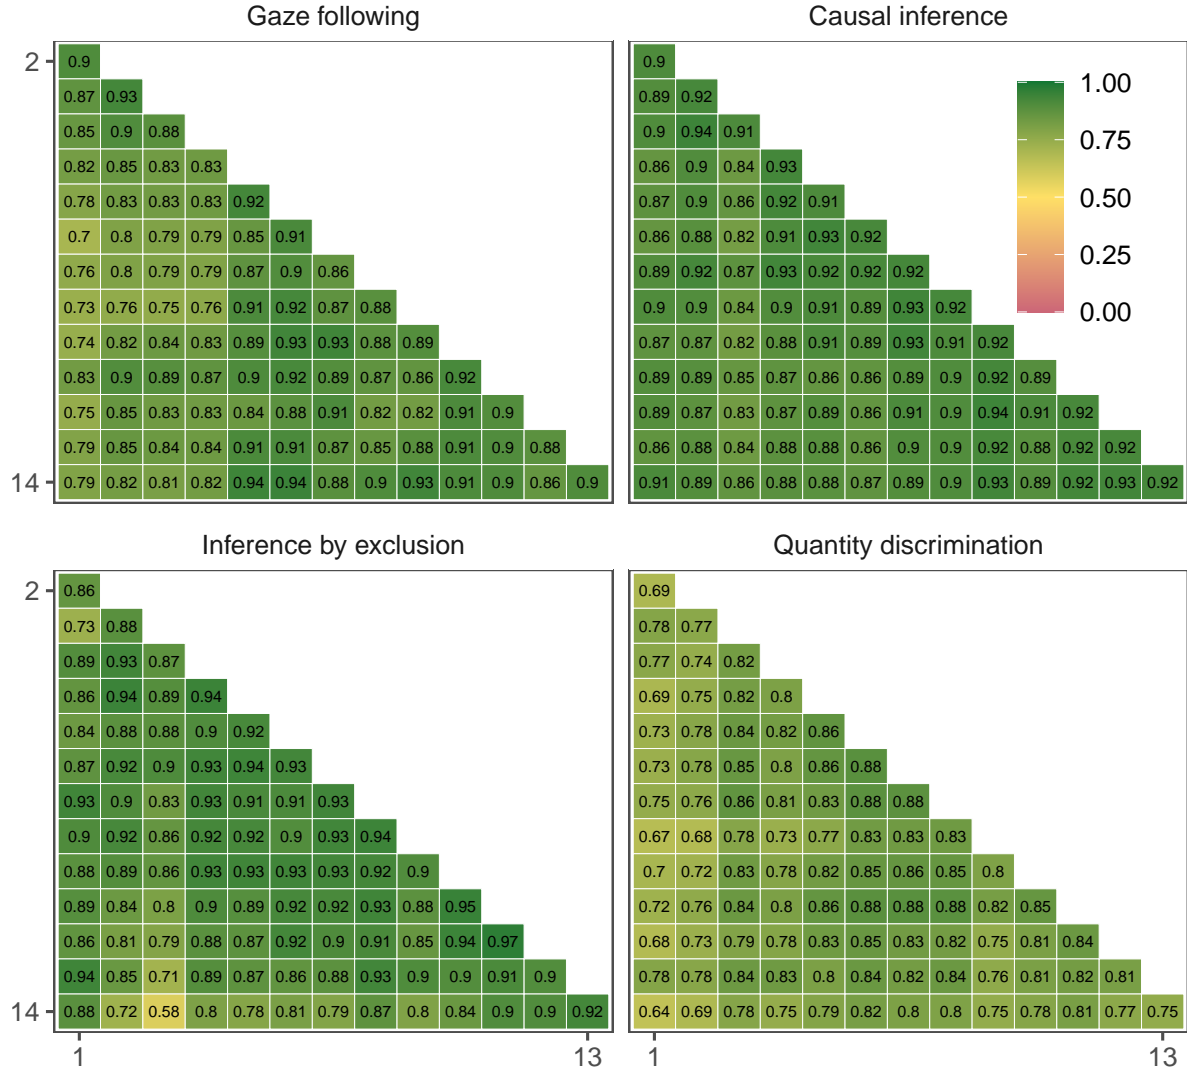 Gaze following
Causal inference
2
0.9
0.87 0.93
0.85 0.9 0.88
0.82 0.85 0.83 0.83
0.78 0.83 0.83 0.83 0.92
0.7 0.8 0.79 0.79 0.85 0.91
0.76 0.8 0.79 0.79 0.87 0.9 0.86
0.73 0.76 0.75 0.76 0.91 0.92 0.87 0.88
0.74 0.82 0.84 0.83 0.89 0.93 0.93 0.88 0.89
0.83 0.9 0.89 0.87 0.9 0.92 0.89 0.87 0.86 0.92
0.75 0.85 0.83 0.83 0.84 0.88 0.91 0.82 0.82 0.91 0.9
0.79 0.85 0.84 0.84 0.91 0.91 0.87 0.85 0.88 0.91 0.9 0.88
14
0.79 0.82 0.81 0.82 0.94 0.94 0.88 0.9 0.93 0.91 0.9 0.86 0.9
0.9
0.89 0.92
0.9 0.94 0.91
0.86 0.9 0.84 0.93
0.87 0.9 0.86 0.92 0.91
0.86 0.88 0.82 0.91 0.93 0.92
0.89 0.92 0.87 0.93 0.92 0.92 0.92
0.9 0.9 0.84 0.9 0.91 0.89 0.93 0.92
0.87 0.87 0.82 0.88 0.91 0.89 0.93 0.91 0.92
0.89 0.89 0.85 0.87 0.86 0.86 0.89 0.9 0.92 0.89
0.89 0.87 0.83 0.87 0.89 0.86 0.91 0.9 0.94 0.91 0.92
0.86 0.88 0.84 0.88 0.88 0.86 0.9 0.9 0.92 0.88 0.92 0.92
0.91 0.89 0.86 0.88 0.88 0.87 0.89 0.9 0.93 0.89 0.92 0.93 0.92
1.00
0.75
0.50
0.25
0.00
Inference by exclusion
Quantity discrimination
2
0.86
0.73 0.88
0.89 0.93 0.87
0.86 0.94 0.89 0.94
0.84 0.88 0.88 0.9 0.92
0.87 0.92 0.9 0.93 0.94 0.93
0.93 0.9 0.83 0.93 0.91 0.91 0.93
0.9 0.92 0.86 0.92 0.92 0.9 0.93 0.94
0.88 0.89 0.86 0.93 0.93 0.93 0.93 0.92 0.9
0.89 0.84 0.8 0.9 0.89 0.92 0.92 0.93 0.88 0.95
0.86 0.81 0.79 0.88 0.87 0.92 0.9 0.91 0.85 0.94 0.97
0.94 0.85 0.71 0.89 0.87 0.86 0.88 0.93 0.9 0.9 0.91 0.9
14
0.88 0.72 0.58 0.8 0.78 0.81 0.79 0.87 0.8 0.84 0.9 0.9 0.92
1
13
0.69
0.78 0.77
0.77 0.74 0.82
0.69 0.75 0.82 0.8
0.73 0.78 0.84 0.82 0.86
0.73 0.78 0.85 0.8 0.86 0.88
0.75 0.76 0.86 0.81 0.83 0.88 0.88
0.67 0.68 0.78 0.73 0.77 0.83 0.83 0.83
0.7 0.72 0.83 0.78 0.82 0.85 0.86 0.85 0.8
0.72 0.76 0.84 0.8 0.86 0.88 0.88 0.88 0.82 0.85
0.68 0.73 0.79 0.78 0.83 0.85 0.83 0.82 0.75 0.81 0.84
0.78 0.78 0.84 0.83 0.8 0.84 0.82 0.84 0.76 0.81 0.82 0.81
0.64 0.69 0.78 0.75 0.79 0.82 0.8 0.8 0.75 0.78 0.81 0.77 0.75
1
13